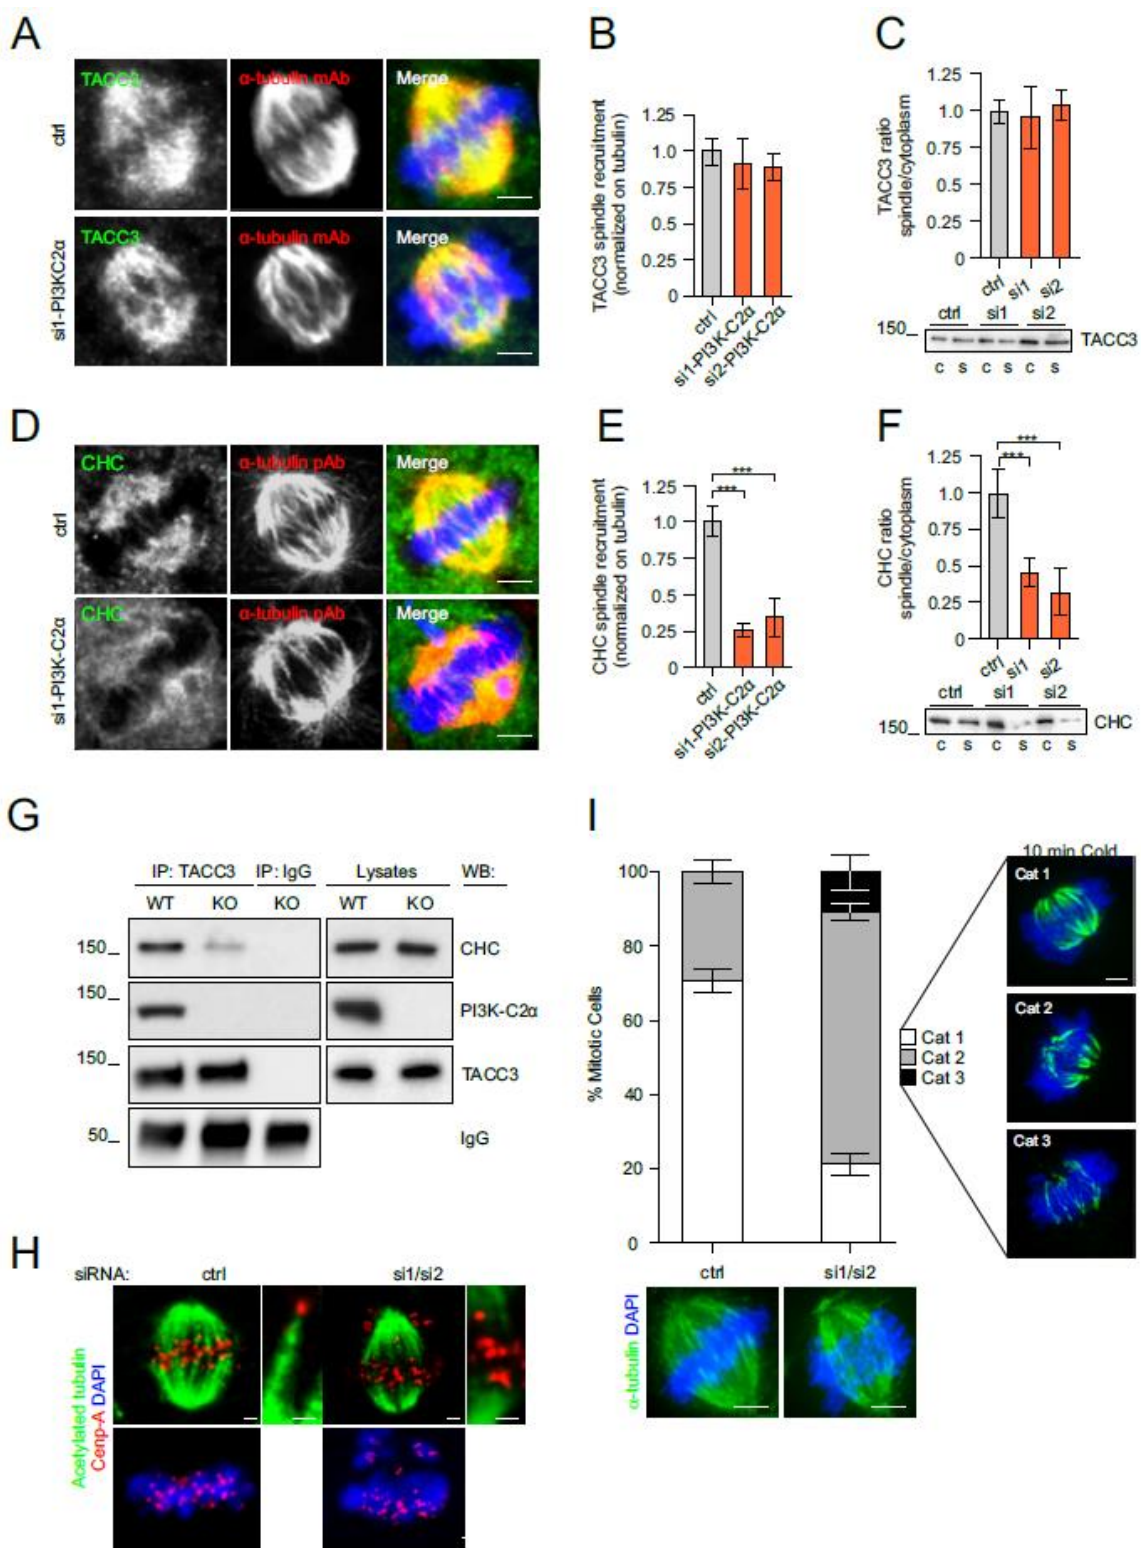 A
TACC3
α-tubulin mAb
Merge
ctrl
TACC3
α-tubulin mAb
Merge
si1-PI3KC2α
B
TACC3 spindle recruitment
(normalized on tubulin)
1.25
1.0
0.75
0.50
0.25
0
ctrl
si1-PI3K-C2α
si2-PI3K-C2α
C
TACC3 ratio
spindle/cytoplasm
1.25
1.0
0.75
0.50
0.25
0
ctrl
si1
si2
ctrl si1 si2
150
TACC3
c s c s c s
D
CHC
α-tubulin pAb
Merge
ctrl
CHC
α-tubulin pAb
Merge
si1-PI3K-C2α
E
CHC spindle recruitment
(normalized on tubulin)
***
***
1.25
1.0
0.75
0.50
0.25
0
ctrl
si1-PI3K-C2α
si2-PI3K-C2α
F
CHC ratio
spindle/cytoplasm
***
***
1.25
1.0
0.75
0.50
0.25
0
ctrl
si1
si2
ctrl si1 si2
150
CHC
c s c s c s
G
IP: TACC3 IP: IgG Lysates WB:
WT KO KO WT KO
150 CHC
150 PI3K-C2α
150 TACC3
50 IgG
H
siRNA: ctrl si1/si2
Acetylated tubulin
Cenp-A DAPI
I
% Mitotic Cells
100
80
60
40
20
0
ctrl si1/si2
Cat 1
Cat 2
Cat 3
10 min Cold
Cat 1
Cat 2
Cat 3
α-tubulin DAPI